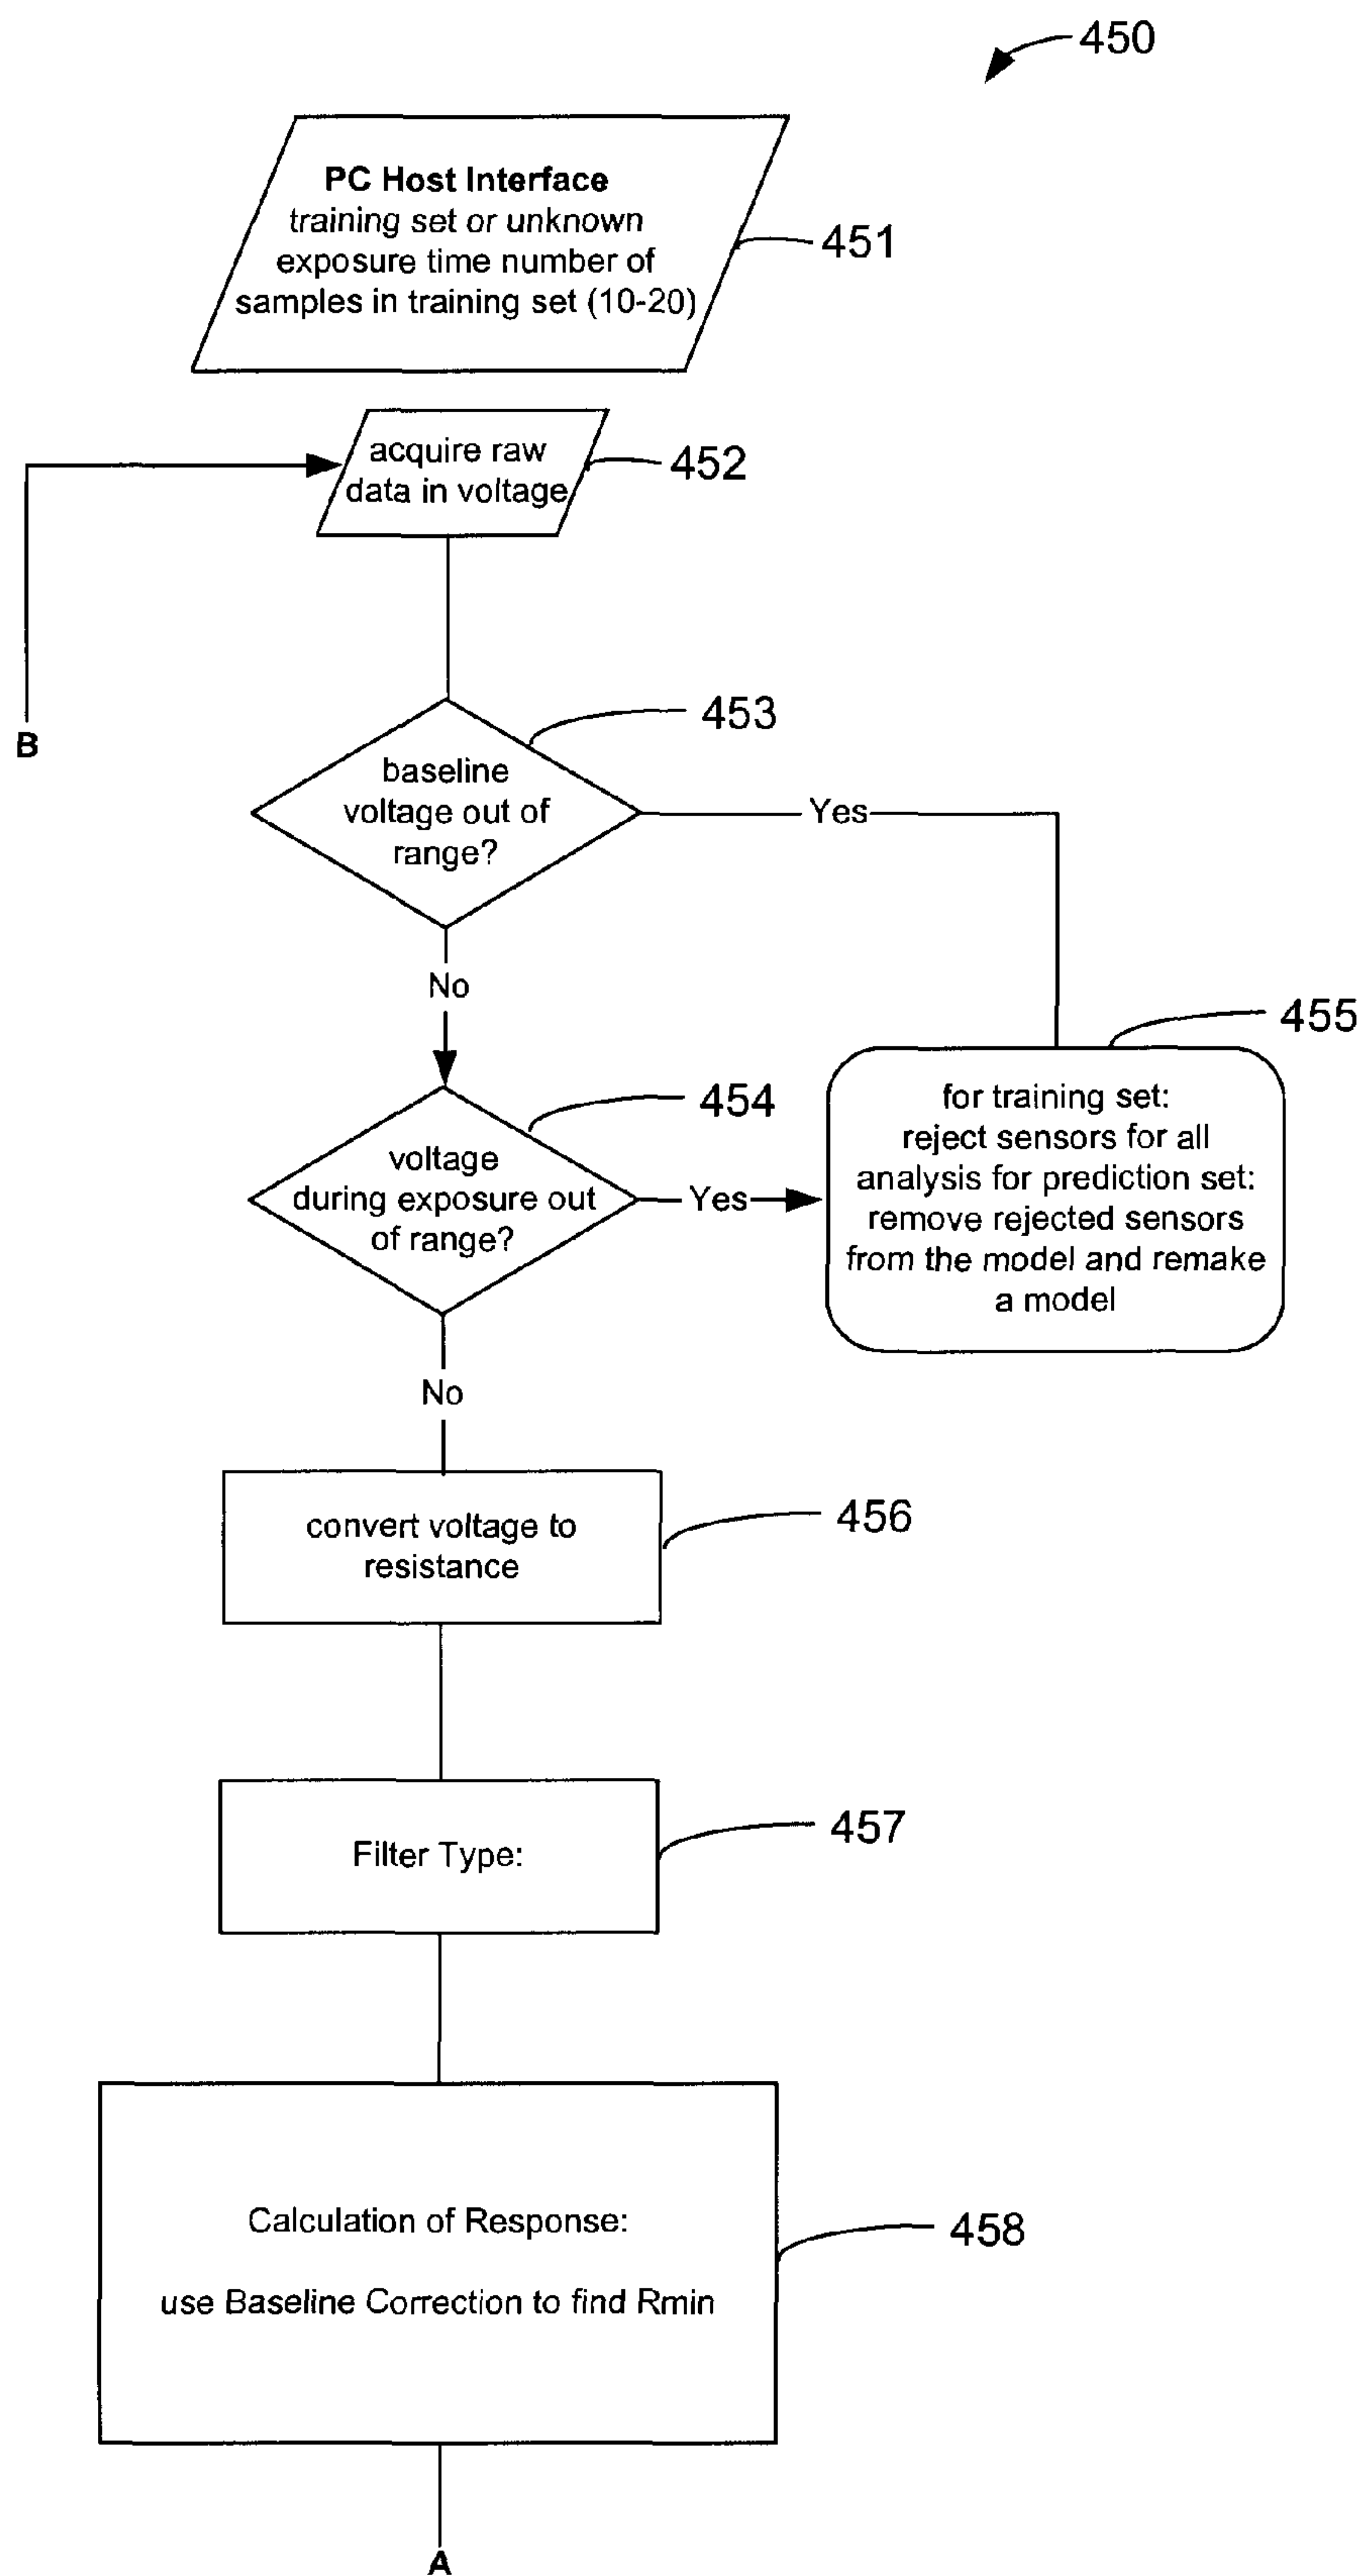 450
PC Host Interface
training set or unknown
exposure time number of
samples in training set (10-20)
451
acquire raw
data in voltage
452
B
453
baseline
voltage out of
range?
Yes
No
455
454
for training set:
reject sensors for all
analysis for prediction set:
remove rejected sensors
from the model and remake
a model
voltage
during exposure out
of range?
Yes
No
convert voltage to
resistance
456
Filter Type:
457
Calculation of Response:
use Baseline Correction to find Rmin
458
A